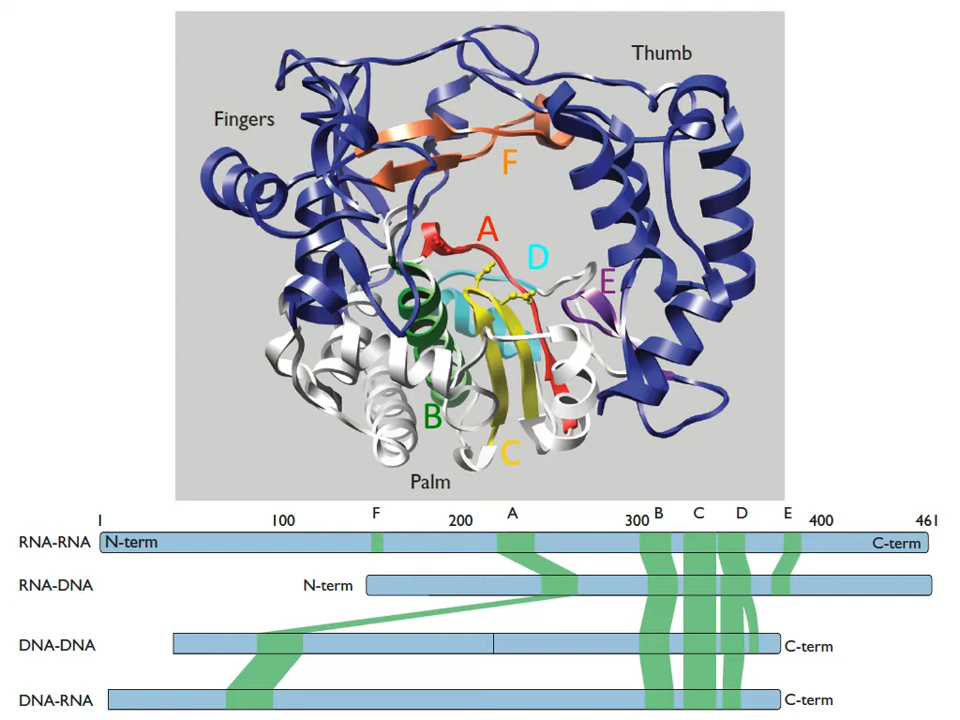 Thumb
Fingers
F
A
D
E
B
C
Palm
F A B C D E
1 100 200 300 400 461
RNA-RNA N-term C-term
RNA-DNA N-term
DNA-DNA C-term
DNA-RNA C-term